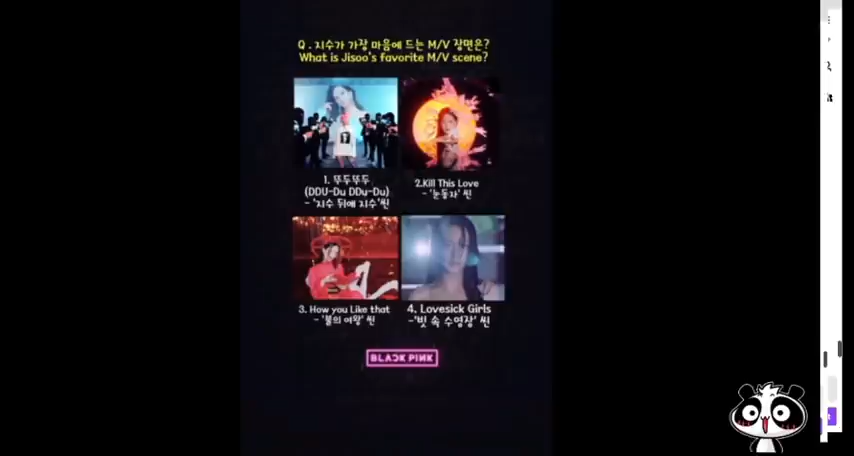 Q. 지수가 가장 마음에 드는 M/V 장면은?
What is Jisoo's favorite M/V scene?
1. 뚜두뚜두
(DDU-Du DDu-Du)
- '지수 뒤에 지수'씬
2.Kill This Love
- '눈동자' 씬
3. How you Like that
- '불의 여왕' 씬
4. Lovesick Girls
-'빗 속 수영장' 씬
BLACKPINK